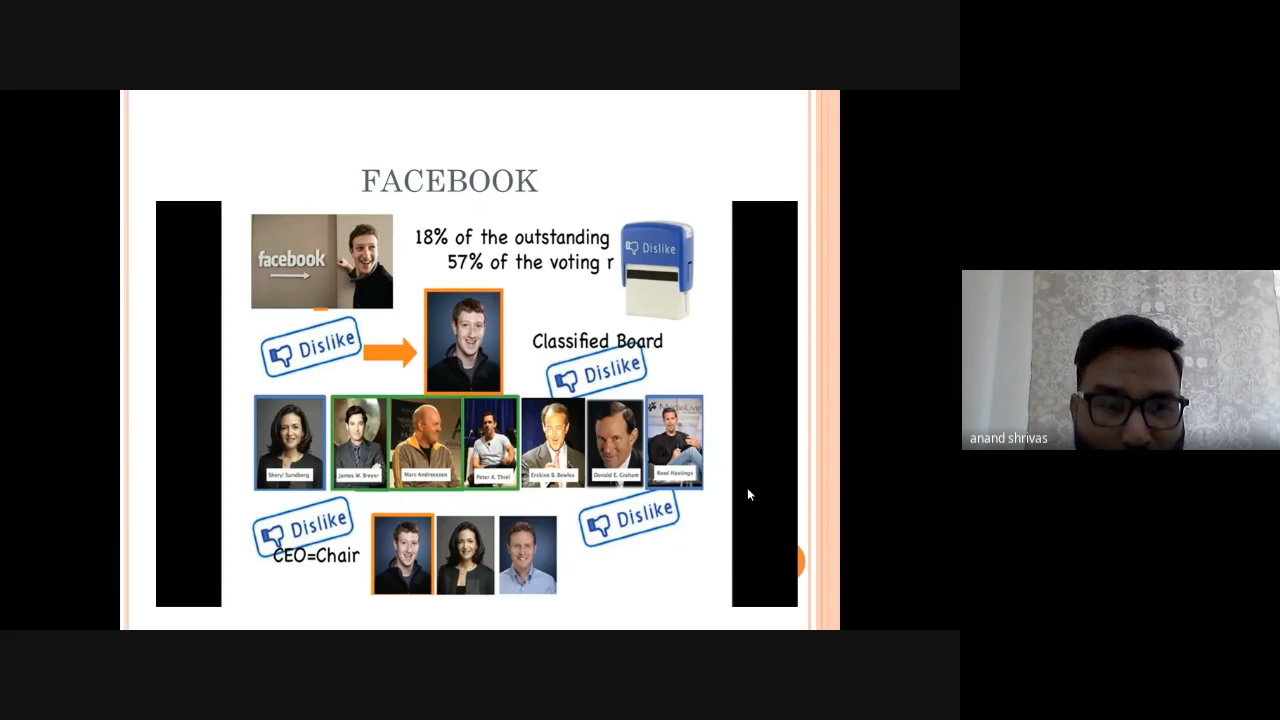 FACEBOOK
facebook
18% of the outstanding
57% of the voting r
Dislike
Dislike
Classified Board
Dislike
Sheryl Sandberg
James W. Breyer
Marc Andreessen
Peter A. Thiel
Erskine B. Bowles
Donald E. Graham
Reed Hastings
MediaLive
Dislike
CEO=Chair
Dislike
anand shrivas